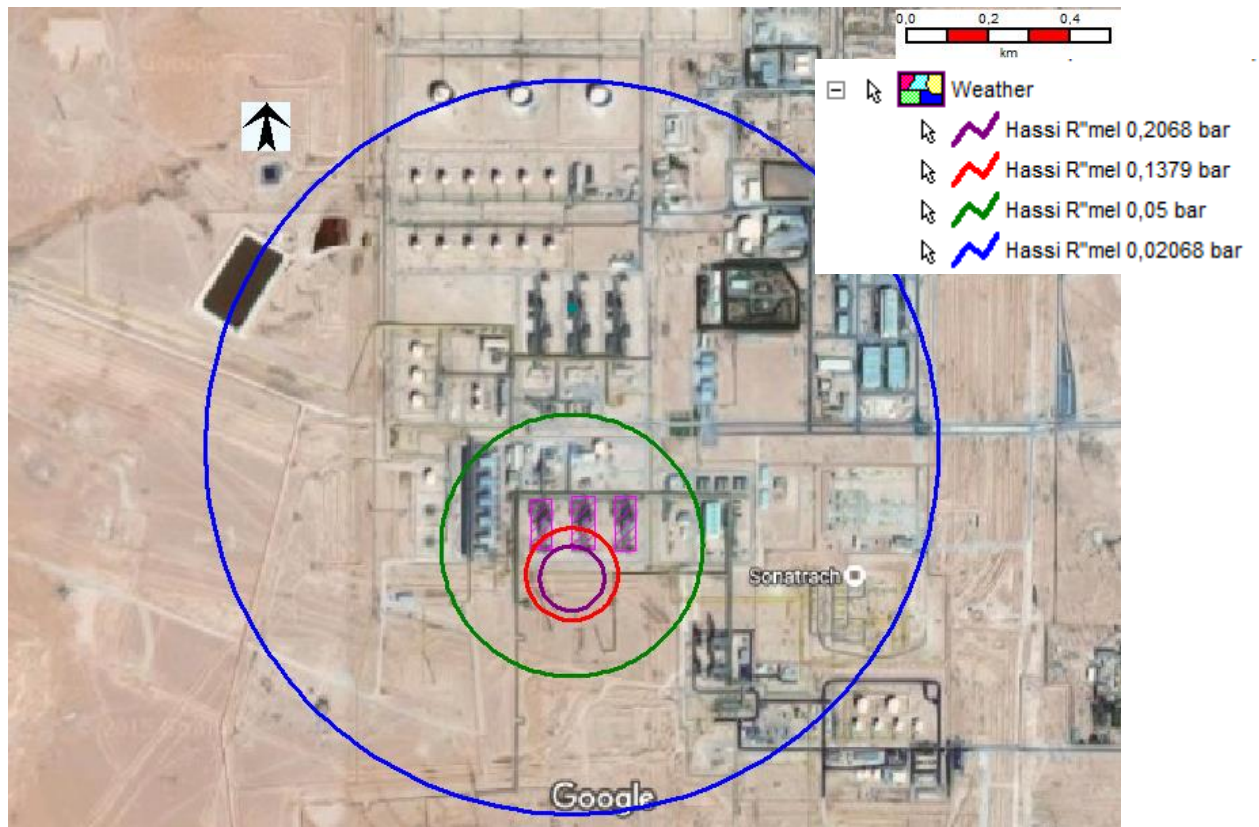 0,0 0,2 0,4
km
Weather
Hassi R"mel 0,2068 bar
Hassi R"mel 0,1379 bar
Hassi R"mel 0,05 bar
Hassi R"mel 0,02068 bar
Sonatrach
Google